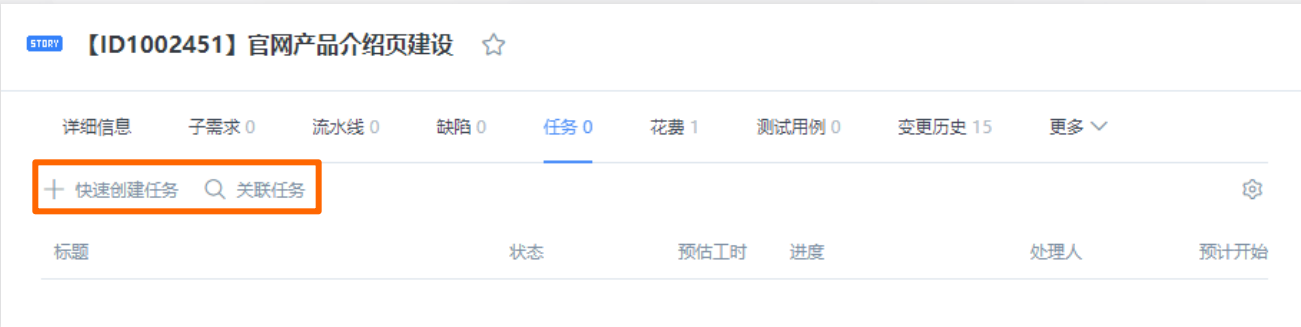 STORY 【ID1002451】官网产品介绍页建设
详细信息 子需求 0 流水线 0 缺陷 0 任务 0 花费 1 测试用例 0 变更历史 15 更多
快速创建任务 关联任务
标题 状态 预估工时 进度 处理人 预计开始